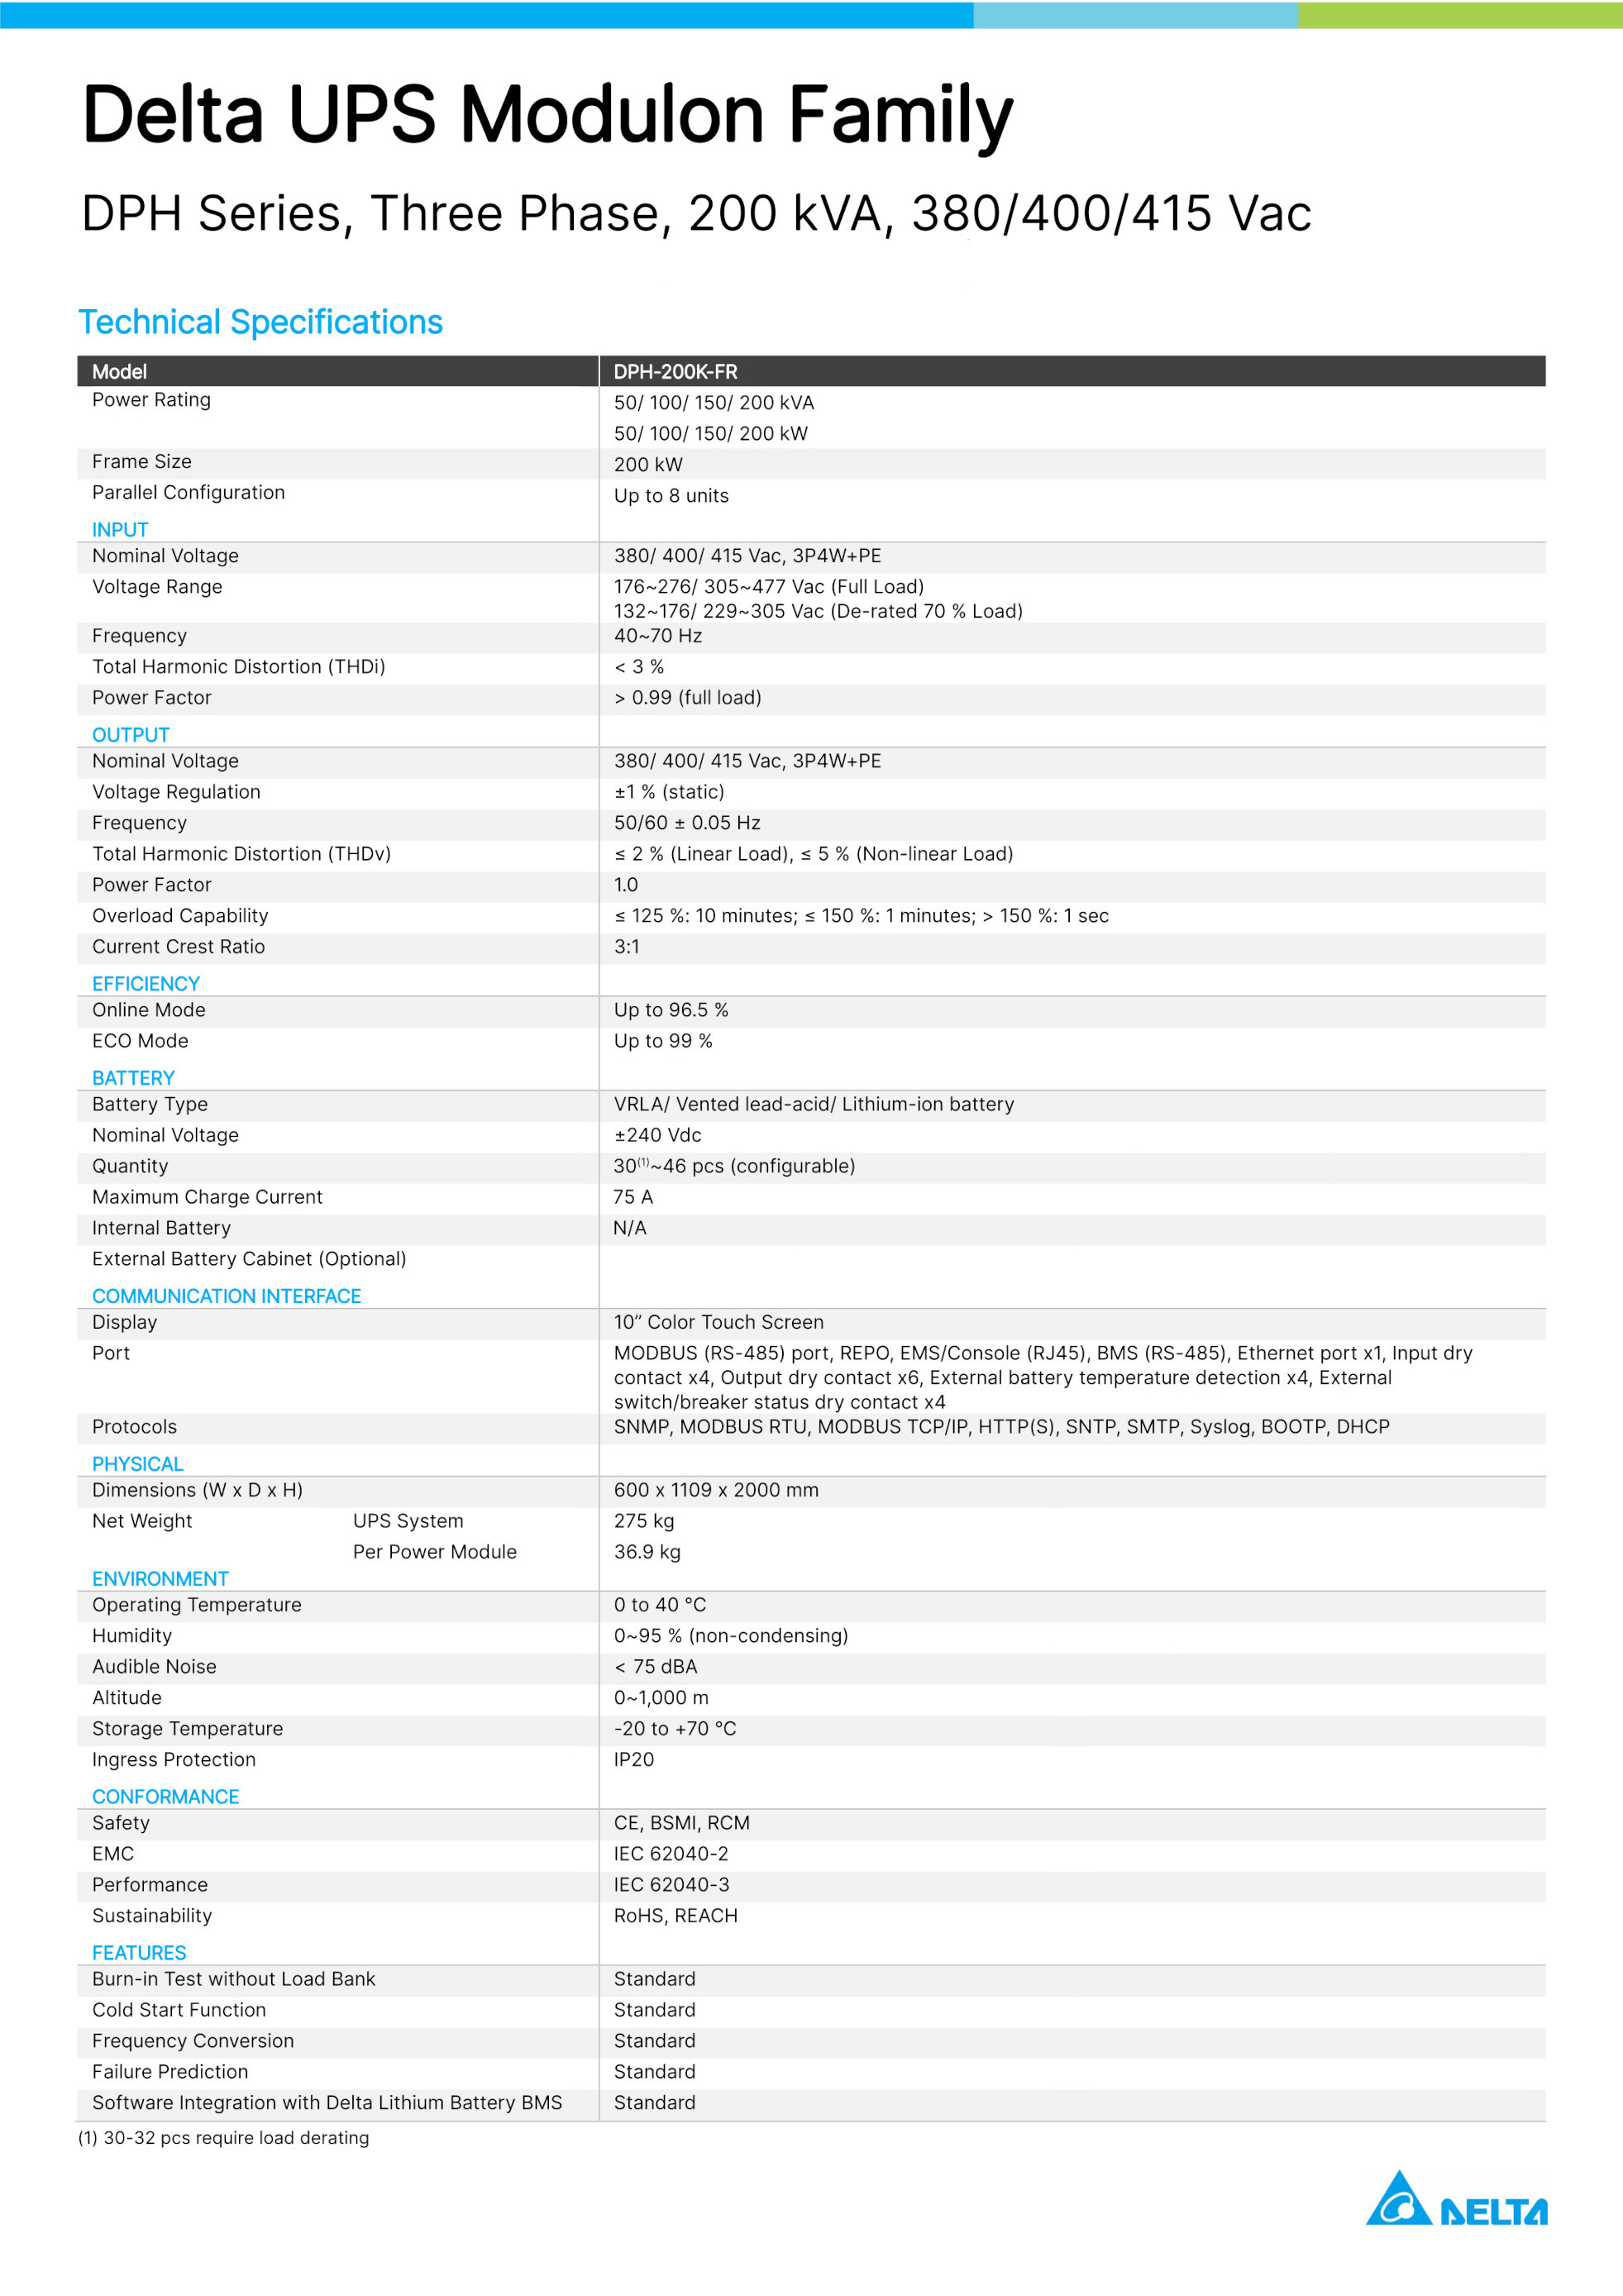 Delta UPS Modulon Family
DPH Series, Three Phase, 200 kVA, 380/400/415 Vac
Technical Specifications
Model DPH-200K-FR
Power Rating 50/ 100/ 150/ 200 kVA
50/ 100/ 150/ 200 kW
Frame Size 200 kW
Parallel Configuration Up to 8 units
INPUT
Nominal Voltage 380/ 400/ 415 Vac, 3P4W+PE
Voltage Range 176~276/ 305~477 Vac (Full Load)
132~176/ 229~305 Vac (De-rated 70 % Load)
Frequency 40~70 Hz
Total Harmonic Distortion (THDi) < 3 %
Power Factor > 0.99 (full load)
OUTPUT
Nominal Voltage 380/ 400/ 415 Vac, 3P4W+PE
Voltage Regulation ±1 % (static)
Frequency 50/60 ± 0.05 Hz
Total Harmonic Distortion (THDv) ≤ 2 % (Linear Load), ≤ 5 % (Non-linear Load)
Power Factor 1.0
Overload Capability ≤ 125 %: 10 minutes; ≤ 150 %: 1 minutes; > 150 %: 1 sec
Current Crest Ratio 3:1
EFFICIENCY
Online Mode Up to 96.5 %
ECO Mode Up to 99 %
BATTERY
Battery Type VRLA/ Vented lead-acid/ Lithium-ion battery
Nominal Voltage ±240 Vdc
Quantity 30(1)~46 pcs (configurable)
Maximum Charge Current 75 A
Internal Battery N/A
External Battery Cabinet (Optional)
COMMUNICATION INTERFACE
Display 10” Color Touch Screen
Port MODBUS (RS-485) port, REPO, EMS/Console (RJ45), BMS (RS-485), Ethernet port x1, Input dry
contact x4, Output dry contact x6, External battery temperature detection x4, External
switch/breaker status dry contact x4
Protocols SNMP, MODBUS RTU, MODBUS TCP/IP, HTTP(S), SNTP, SMTP, Syslog, BOOTP, DHCP
PHYSICAL
Dimensions (W x D x H) 600 x 1109 x 2000 mm
Net Weight UPS System 275 kg
Per Power Module 36.9 kg
ENVIRONMENT
Operating Temperature 0 to 40 °C
Humidity 0~95 % (non-condensing)
Audible Noise < 75 dBA
Altitude 0~1,000 m
Storage Temperature -20 to +70 °C
Ingress Protection IP20
CONFORMANCE
Safety CE, BSMI, RCM
EMC IEC 62040-2
Performance IEC 62040-3
Sustainability RoHS, REACH
FEATURES
Burn-in Test without Load Bank Standard
Cold Start Function Standard
Frequency Conversion Standard
Failure Prediction Standard
Software Integration with Delta Lithium Battery BMS Standard
(1) 30-32 pcs require load derating
DELTA